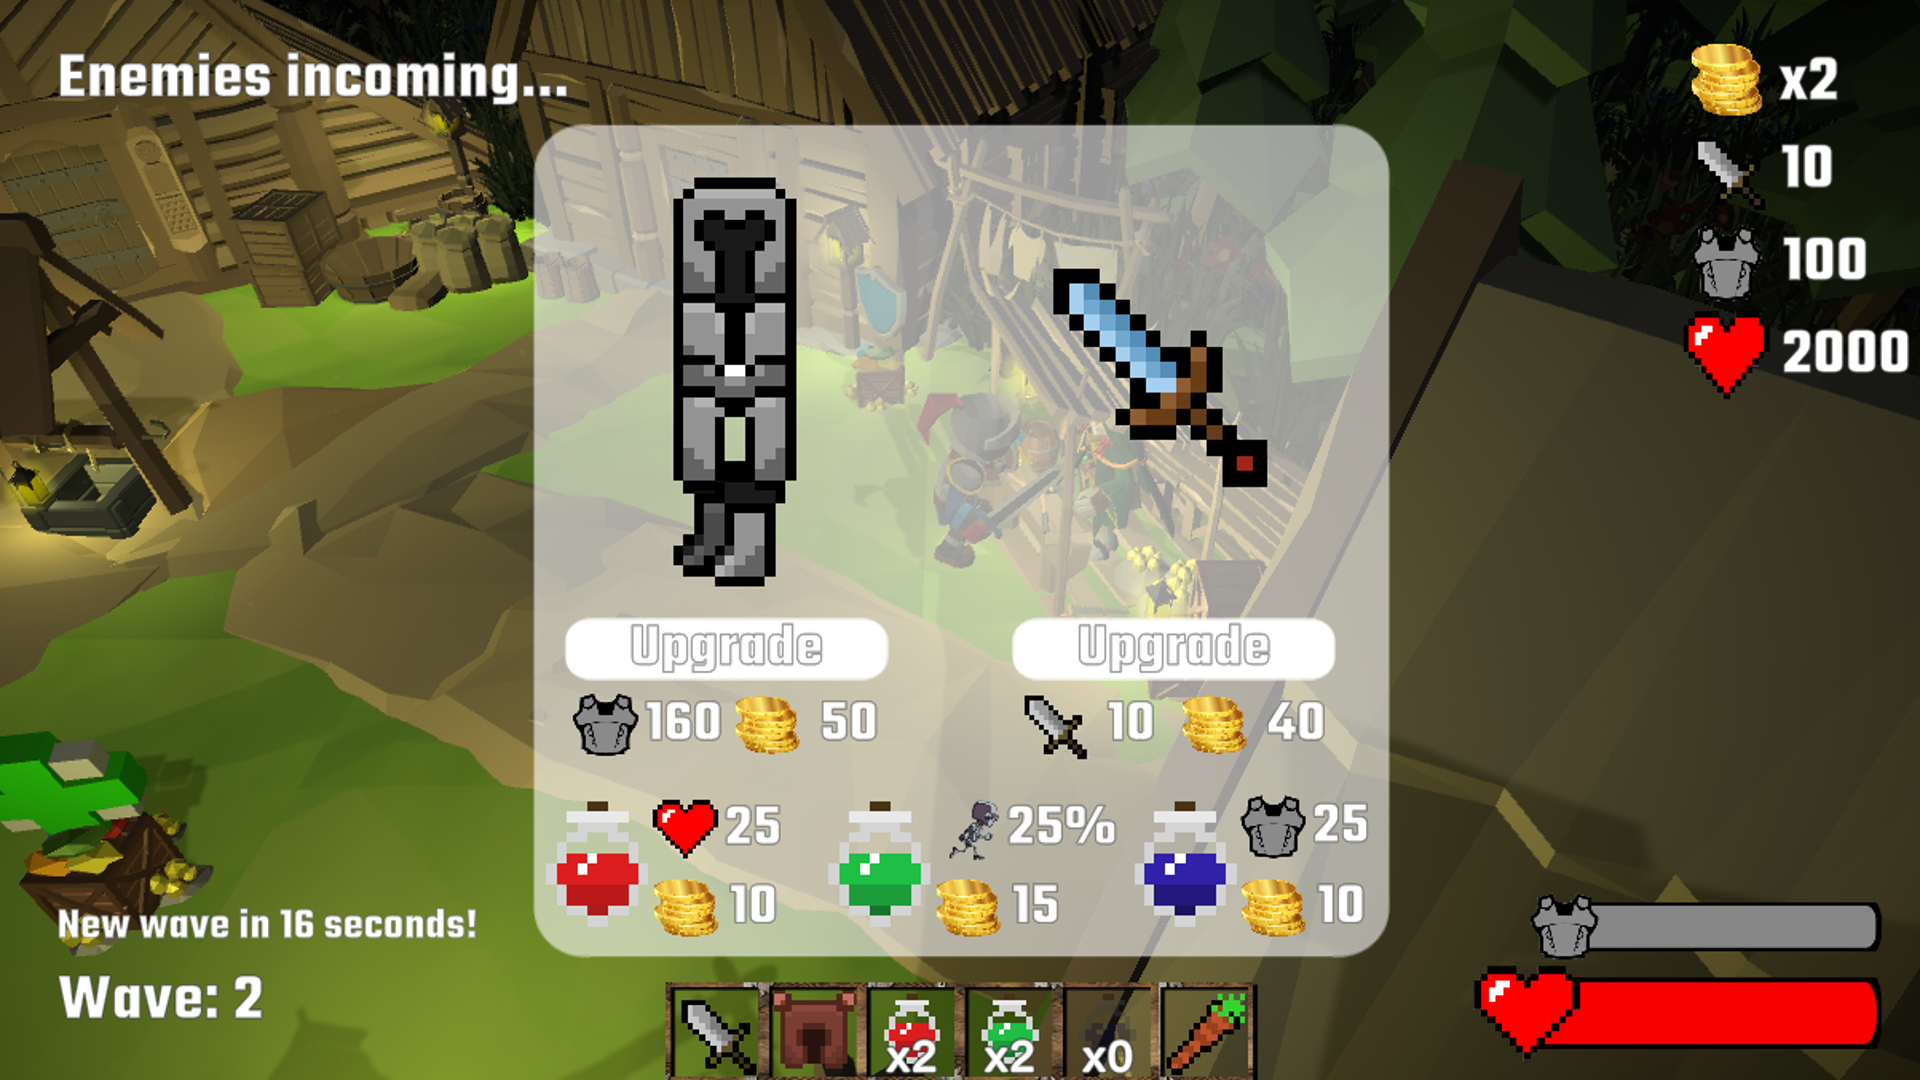 Enemies incoming...
x2
10
100
2000
Upgrade
Upgrade
160 50
10 40
25
25%
25
10
15
10
New wave in 16 seconds!
Wave: 2
x2
x2
x0